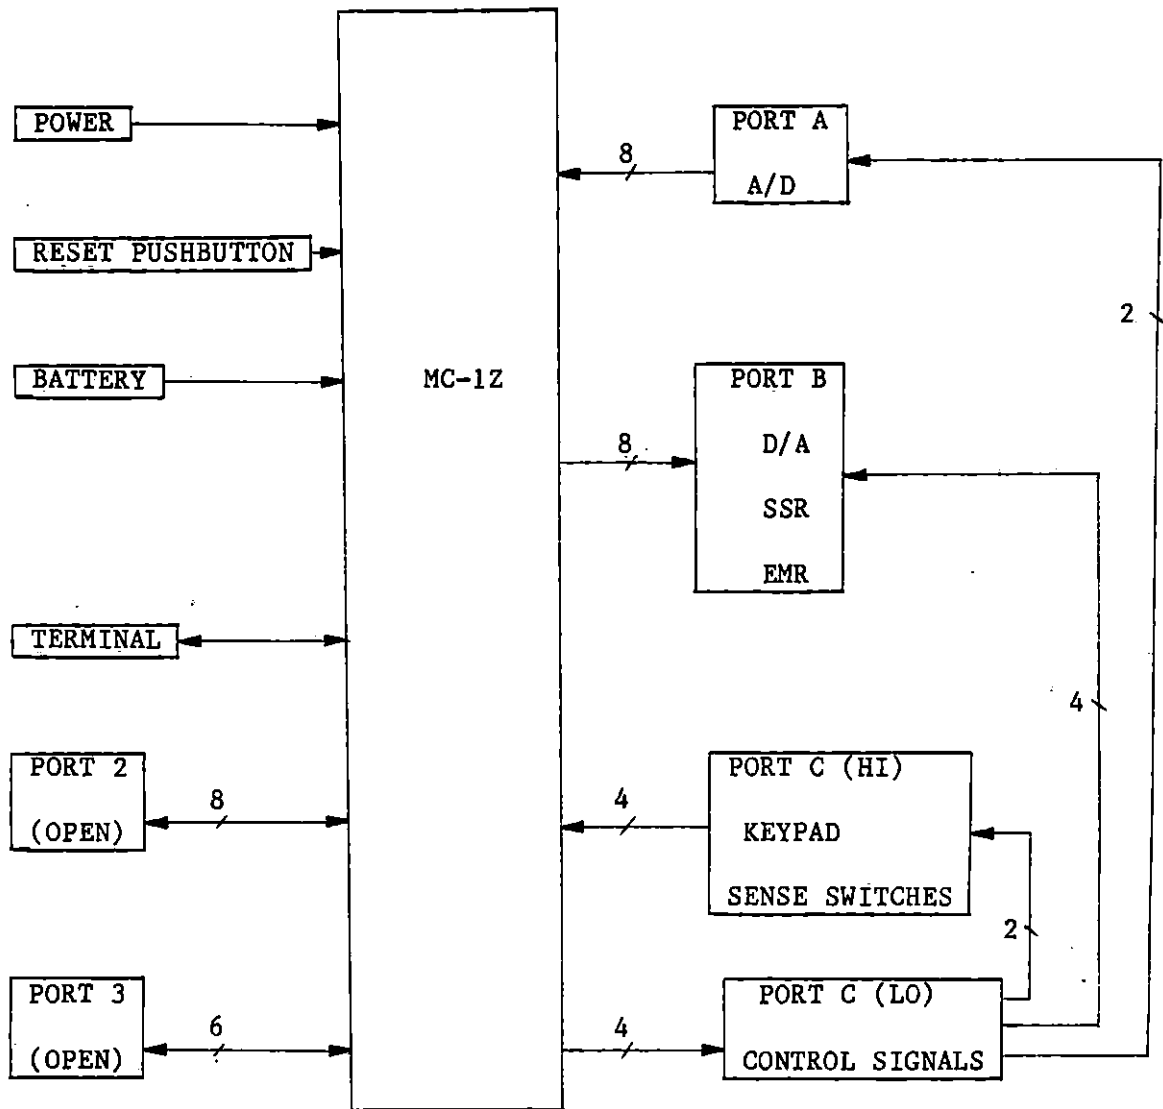 POWER
RESET PUSHBUTTON
BATTERY
TERMINAL
PORT 2
(OPEN)
8
PORT 3
(OPEN)
6
MC-1Z
8
PORT A
A/D
2
8
PORT B
D/A
SSR
EMR
4
4
PORT C (HI)
KEYPAD
SENSE SWITCHES
2
4
PORT C (LO)
CONTROL SIGNALS